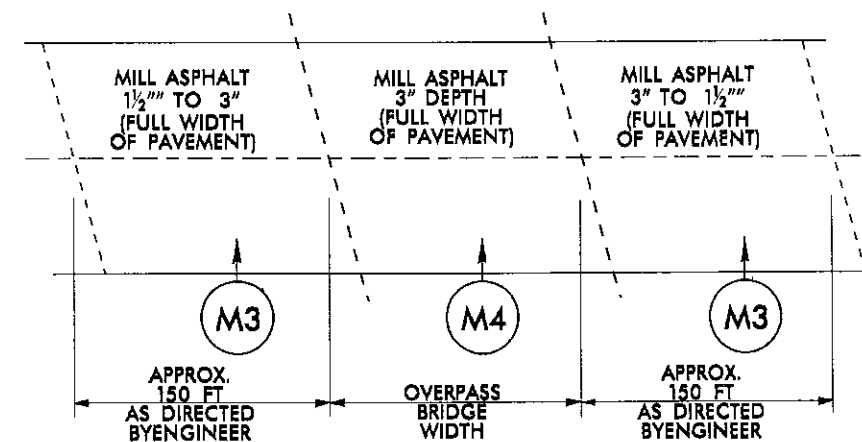 MILL ASPHALT
1½"" TO 3"
(FULL WIDTH
OF PAVEMENT)
MILL ASPHALT
3" DEPTH
(FULL WIDTH
OF PAVEMENT)
MILL ASPHALT
3" TO 1½""
(FULL WIDTH
OF PAVEMENT)
M3
M4
M3
APPROX.
150 FT
AS DIRECTED
BYENGINEER
OVERPASS
BRIDGE
WIDTH
APPROX.
150 FT
AS DIRECTED
BYENGINEER